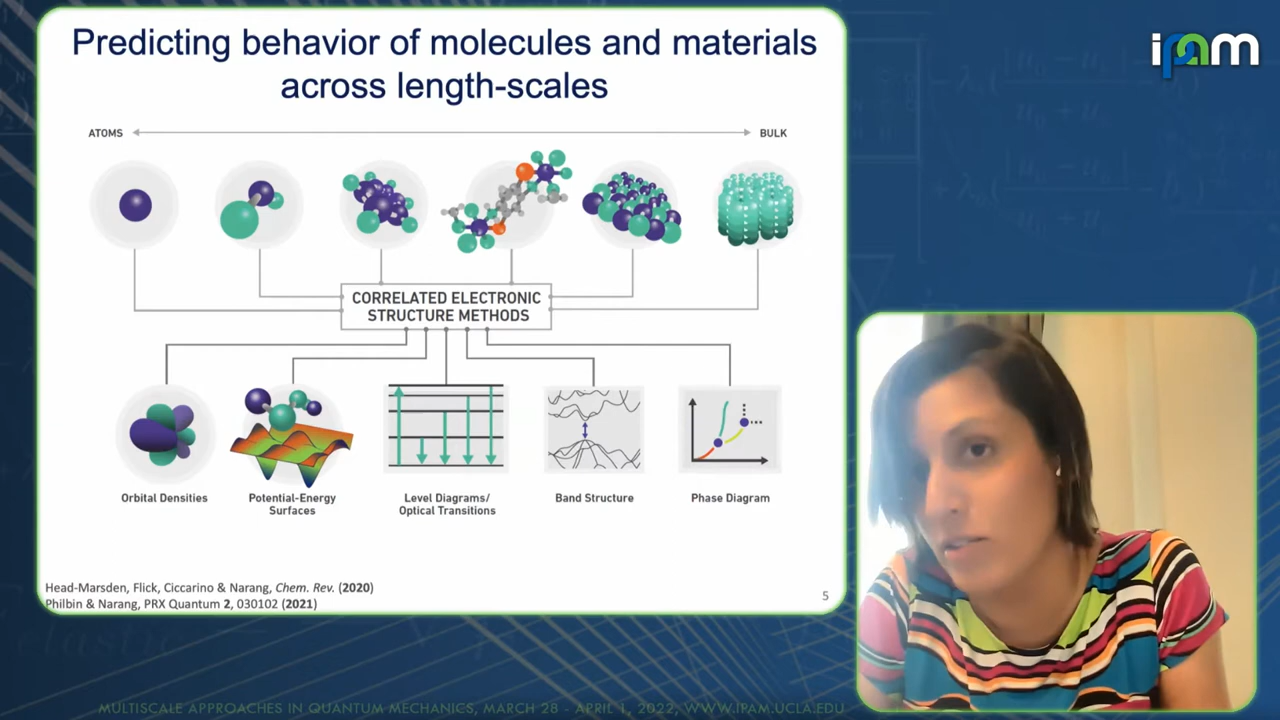 Predicting behavior of molecules and materials
across length-scales
ipam
ATOMS
BULK
CORRELATED ELECTRONIC
STRUCTURE METHODS
Orbital Densities
Potential-Energy
Surfaces
Level Diagrams/
Optical Transitions
Band Structure
Phase Diagram
Head-Marsden, Flick, Ciccarino & Narang, Chem. Rev. (2020)
Philbin & Narang, PRX Quantum 2, 030102 (2021)
5
MULTISCALE APPROACHES IN QUANTUM MECHANICS, MARCH 28 - APRIL 1, 2022, WWW.IPAM.UCLA.EDU